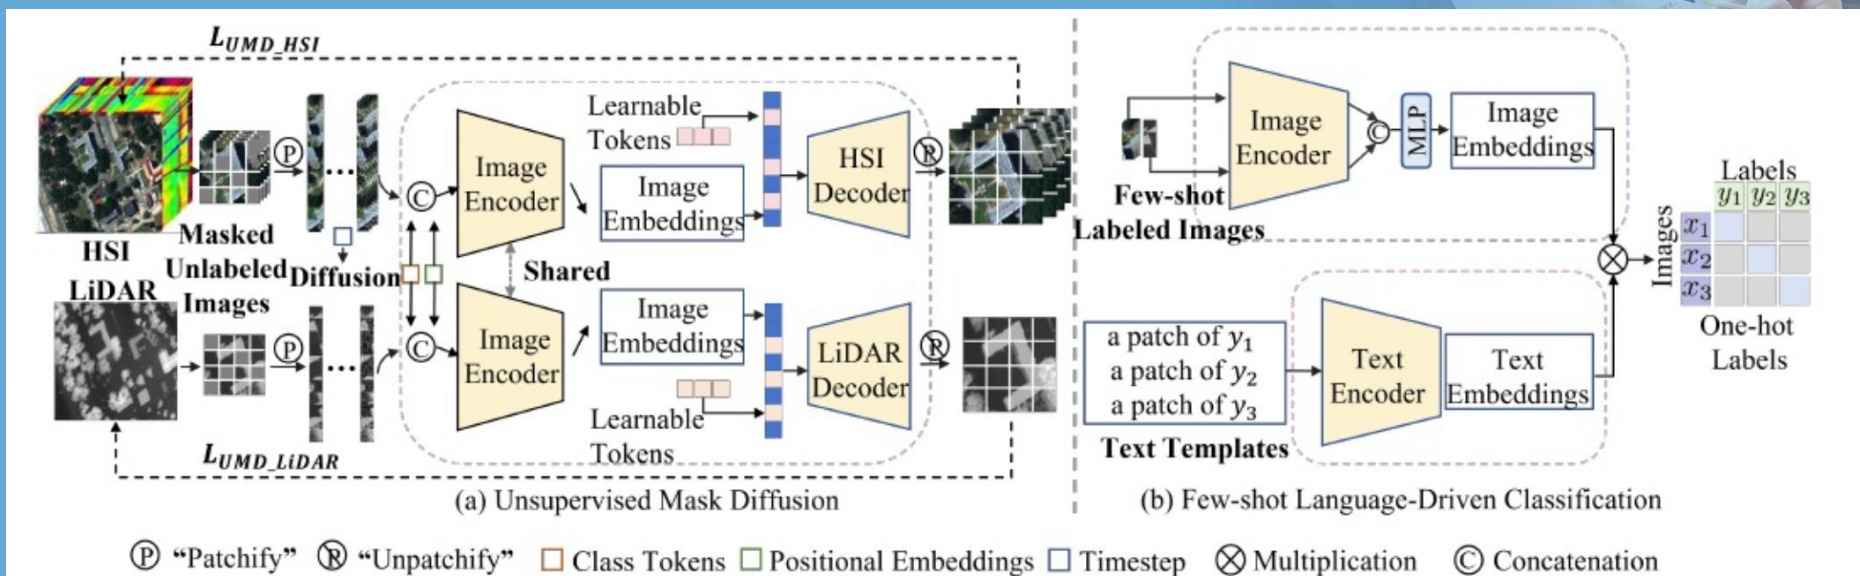 L_UMD_HSI
HSI
Masked
Unlabeled
Images
Diffusion
LiDAR
L_UMD_LiDAR
P
P
C
C
Image
Encoder
Shared
Image
Encoder
Learnable
Tokens
Image
Embeddings
Image
Embeddings
Learnable
Tokens
HSI
Decoder
LiDAR
Decoder
R
R
(a) Unsupervised Mask Diffusion
Few-shot
Labeled Images
Image
Encoder
C
MLP
Image
Embeddings
a patch of y₁
a patch of y₂
a patch of y₃
Text Templates
Text
Encoder
Text
Embeddings
Labels
y₁ y₂ y₃
Images
x₁
x₂
x₃
One-hot
Labels
(b) Few-shot Language-Driven Classification
P “Patchify” R “Unpatchify” Class Tokens Positional Embeddings Timestep ⊗ Multiplication C Concatenation